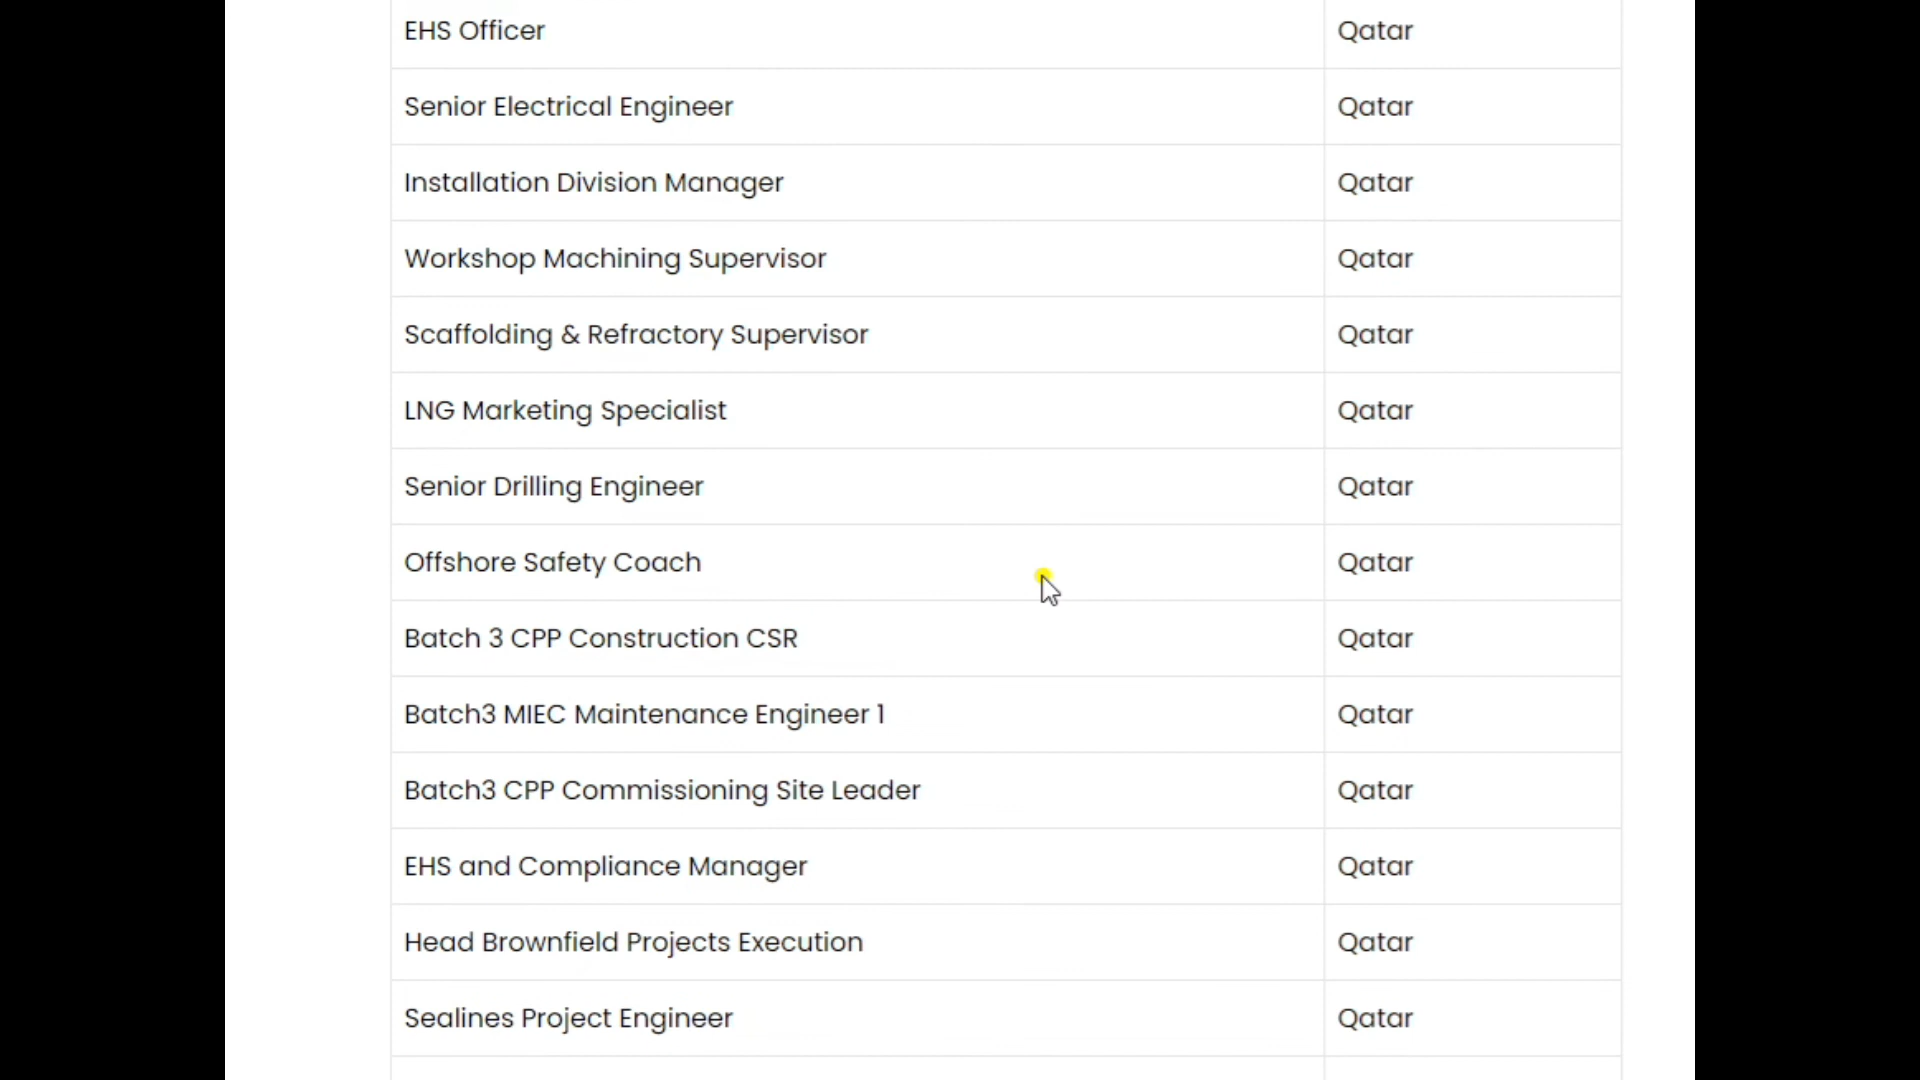 EHS Officer Qatar
Senior Electrical Engineer Qatar
Installation Division Manager Qatar
Workshop Machining Supervisor Qatar
Scaffolding & Refractory Supervisor Qatar
LNG Marketing Specialist Qatar
Senior Drilling Engineer Qatar
Offshore Safety Coach Qatar
Batch 3 CPP Construction CSR Qatar
Batch3 MIEC Maintenance Engineer 1 Qatar
Batch3 CPP Commissioning Site Leader Qatar
EHS and Compliance Manager Qatar
Head Brownfield Projects Execution Qatar
Sealines Project Engineer Qatar